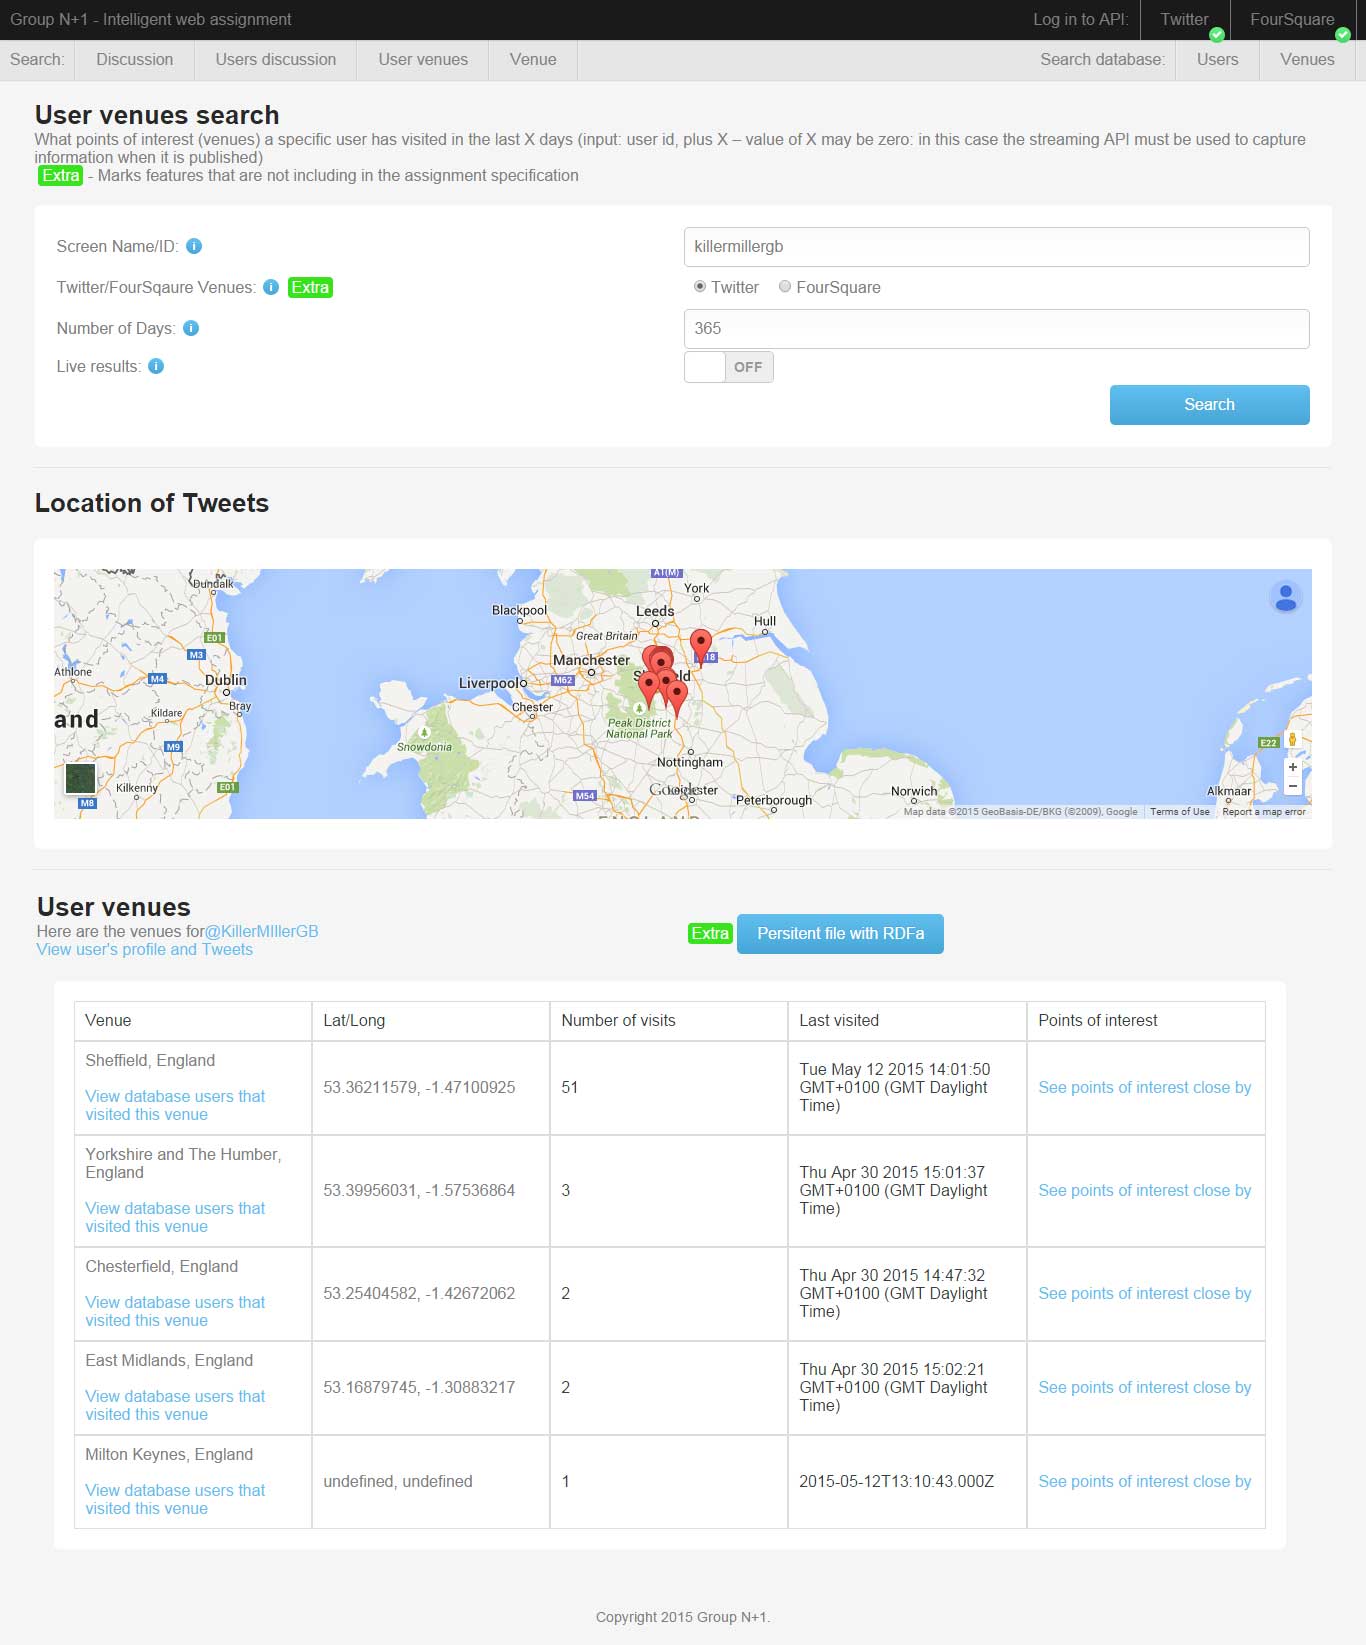 Group N+1 - Intelligent web assignment
Log in to API: Twitter FourSquare
Search: Discussion Users discussion User venues Venue
Search database: Users Venues
User venues search
What points of interest (venues) a specific user has visited in the last X days (input: user id, plus X – value of X may be zero: in this case the streaming API must be used to capture
information when it is published)
Extra - Marks features that are not including in the assignment specification
Screen Name/ID:
killermillergb
Twitter/FourSqaure Venues: Extra
Twitter FourSquare
Number of Days:
365
Live results:
OFF
Search
Location of Tweets
Dundalk
A1(M)
York
Blackpool
Leeds
Hull
E01
Great Britain
M3
18
Manchester
Athlone
M4
Dublin
Liverpool
M62
Bray
Chester
Kildare
and
Peak District
National Park
M9
Snowdonia
E22
Nottingham
Kilkenny
E01
M54
Google
Norwich
Alkmaar
M8
Peterborough
Map data ©2015 GeoBasis-DE/BKG (©2009), Google
Terms of Use
Report a map error
User venues
Here are the venues for@KillerMIllerGB
View user's profile and Tweets
Extra Persitent file with RDFa
Venue Lat/Long Number of visits Last visited Points of interest
Sheffield, England
View database users that
visited this venue
53.36211579, -1.47100925
51
Tue May 12 2015 14:01:50
GMT+0100 (GMT Daylight
Time)
See points of interest close by
Yorkshire and The Humber,
England
View database users that
visited this venue
53.39956031, -1.57536864
3
Thu Apr 30 2015 15:01:37
GMT+0100 (GMT Daylight
Time)
See points of interest close by
Chesterfield, England
View database users that
visited this venue
53.25404582, -1.42672062
2
Thu Apr 30 2015 14:47:32
GMT+0100 (GMT Daylight
Time)
See points of interest close by
East Midlands, England
View database users that
visited this venue
53.16879745, -1.30883217
2
Thu Apr 30 2015 15:02:21
GMT+0100 (GMT Daylight
Time)
See points of interest close by
Milton Keynes, England
View database users that
visited this venue
undefined, undefined
1
2015-05-12T13:10:43.000Z
See points of interest close by
Copyright 2015 Group N+1.